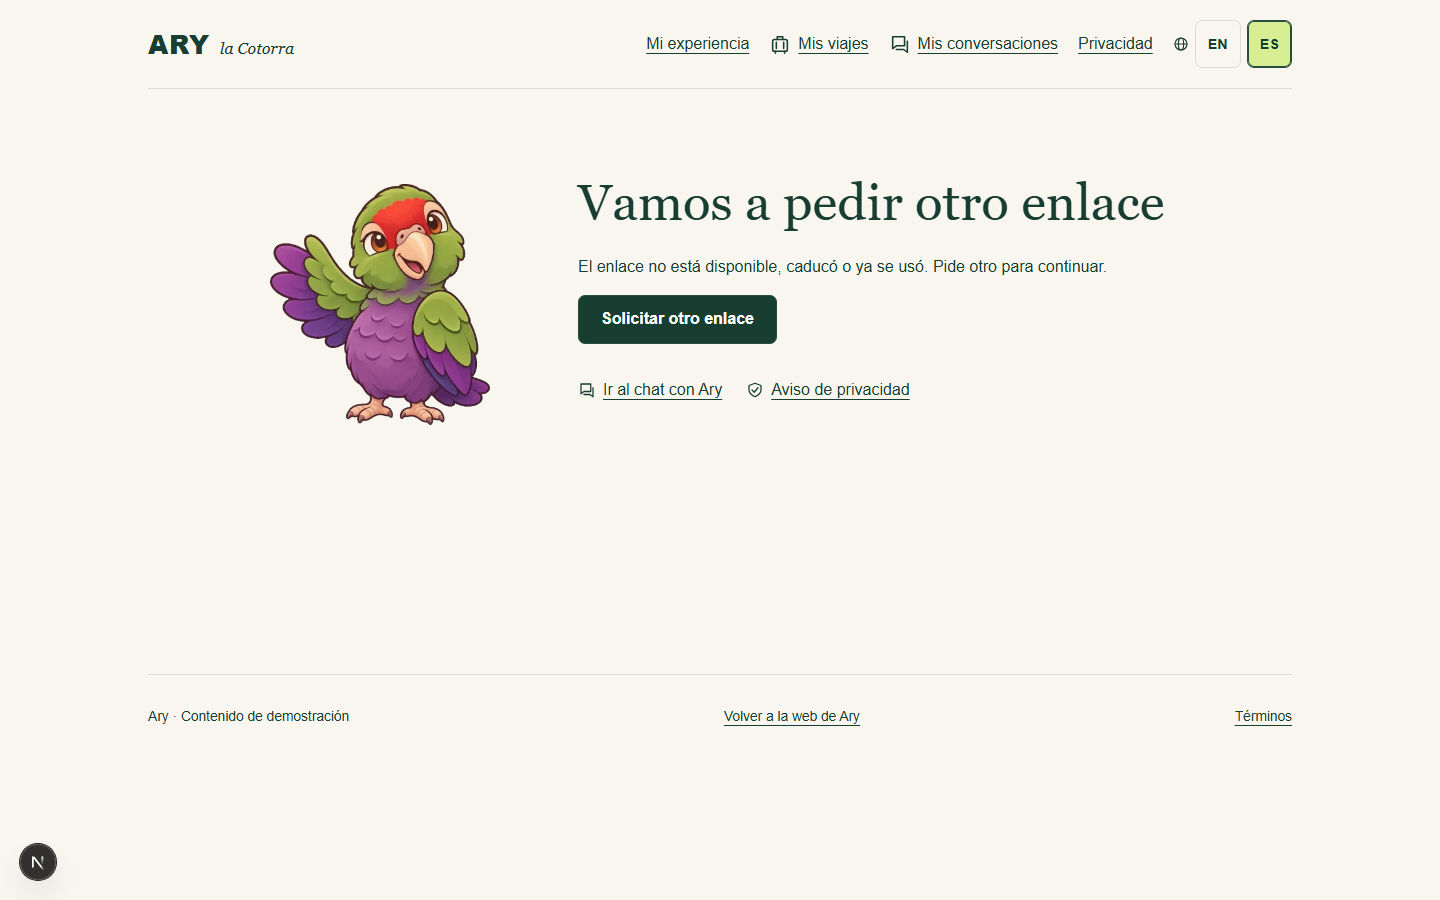 ARY la Cotorra
Mi experiencia Mis viajes Mis conversaciones Privacidad EN ES
Vamos a pedir otro enlace
El enlace no está disponible, caducó o ya se usó. Pide otro para continuar.
Solicitar otro enlace
Ir al chat con Ary Aviso de privacidad
Ary · Contenido de demostración Volver a la web de Ary Términos
N